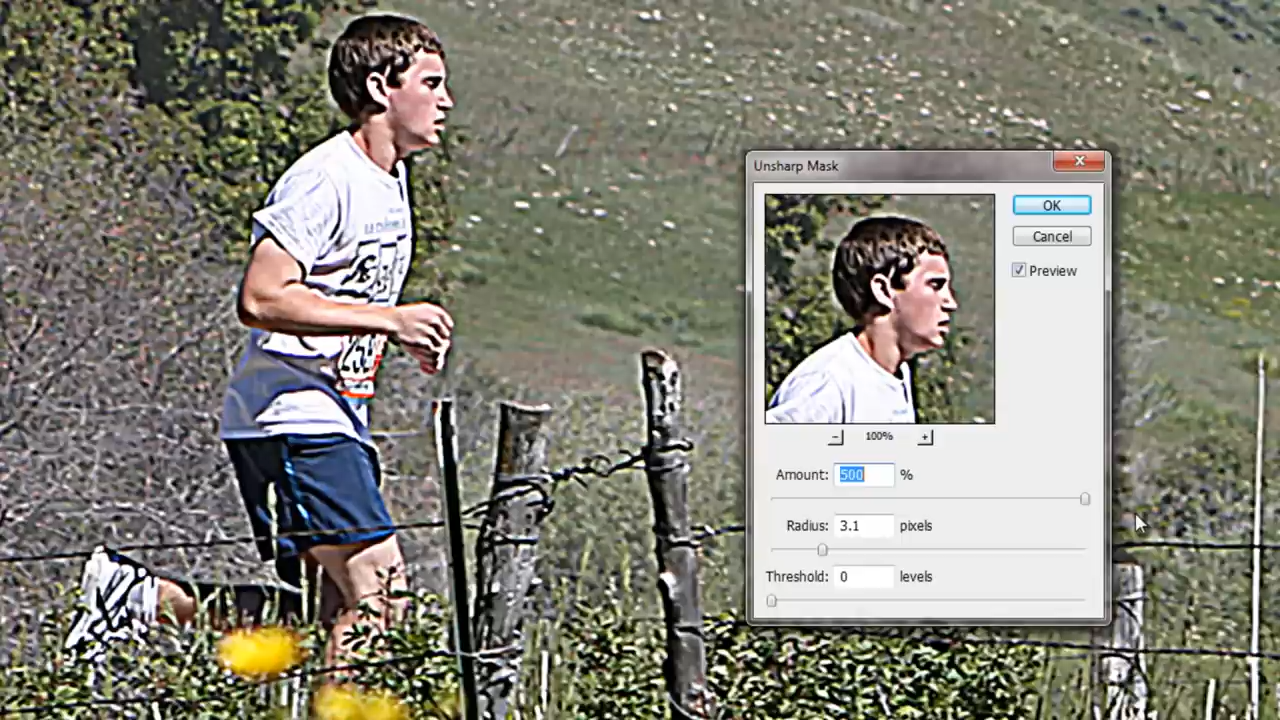 Unsharp Mask
OK
Cancel
Preview
100%
Amount: 500 %
Radius: 3.1 pixels
Threshold: 0 levels